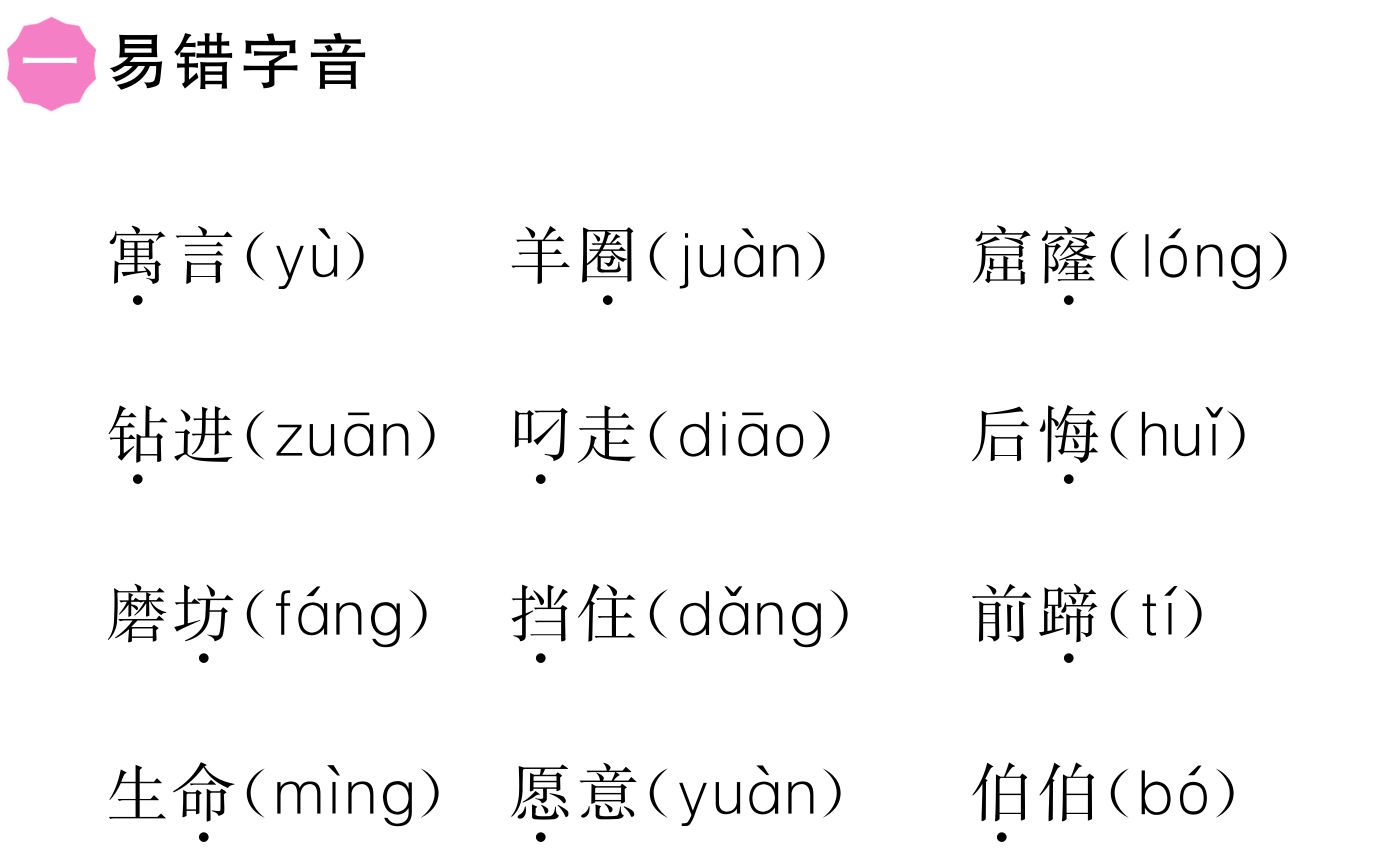 一 易错字音
寓言(yù) 羊圈(juàn) 窟窿(lóng)
钻进(zuān) 叼走(diāo) 后悔(huǐ)
磨坊(fáng) 挡住(dǎng) 前蹄(tí)
生命(mìng) 愿意(yuàn) 伯伯(bó)